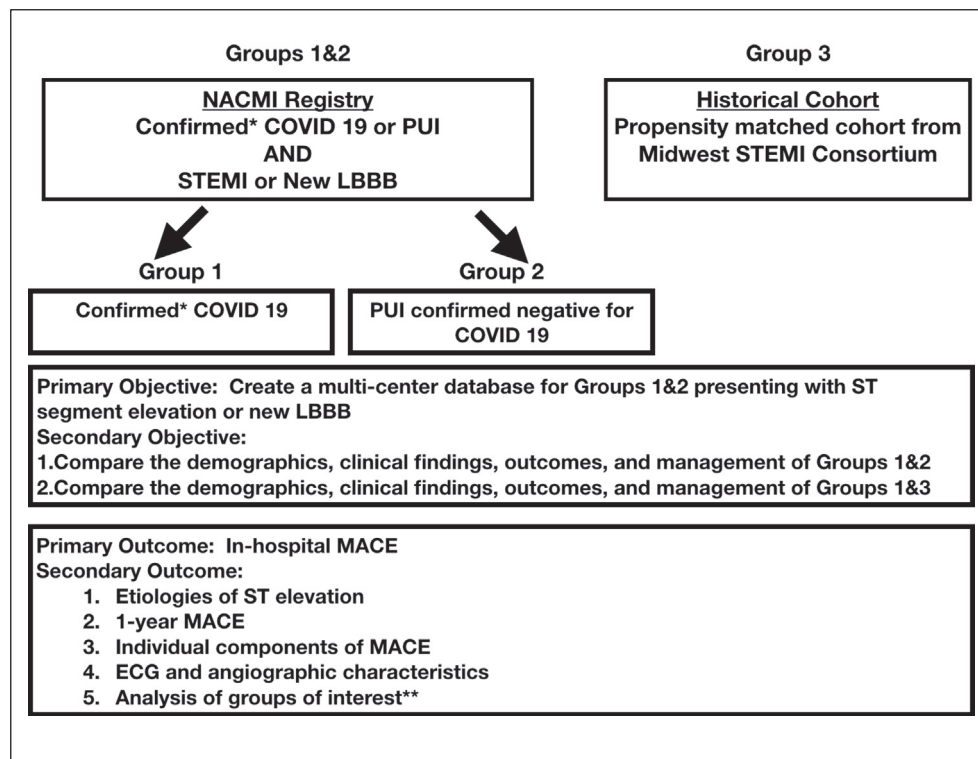 Groups 1&2
Group 3
NACMI Registry
Confirmed* COVID 19 or PUI
AND
STEMI or New LBBB
Historical Cohort
Propensity matched cohort from
Midwest STEMI Consortium
Group 1
Group 2
Confirmed* COVID 19
PUI confirmed negative for
COVID 19
Primary Objective: Create a multi-center database for Groups 1&2 presenting with ST
segment elevation or new LBBB
Secondary Objective:
1.Compare the demographics, clinical findings, outcomes, and management of Groups 1&2
2.Compare the demographics, clinical findings, outcomes, and management of Groups 1&3
Primary Outcome: In-hospital MACE
Secondary Outcome:
1. Etiologies of ST elevation
2. 1-year MACE
3. Individual components of MACE
4. ECG and angiographic characteristics
5. Analysis of groups of interest**